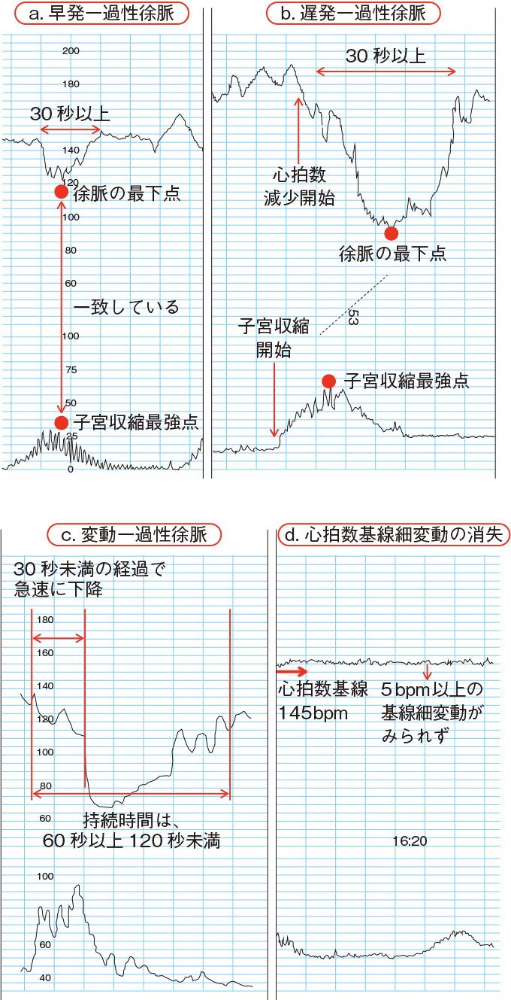 a. 早発一過性徐脈
200
180
30 秒以上
140
120
徐脈の最下点
100
80
60
一致している
100
75
50
子宮収縮最強点
25
0
b. 遅発一過性徐脈
30 秒以上
心拍数
減少開始
徐脈の最下点
53
子宮収縮
開始
子宮収縮最強点
c. 変動一過性徐脈
30 秒未満の経過で
急速に下降
180
160
140
120
100
80
60
持続時間は、
60 秒以上 120 秒未満
100
60
40
d. 心拍数基線細変動の消失
心拍数基線
145bpm
5bpm以上の
基線細変動が
みられず
16:20